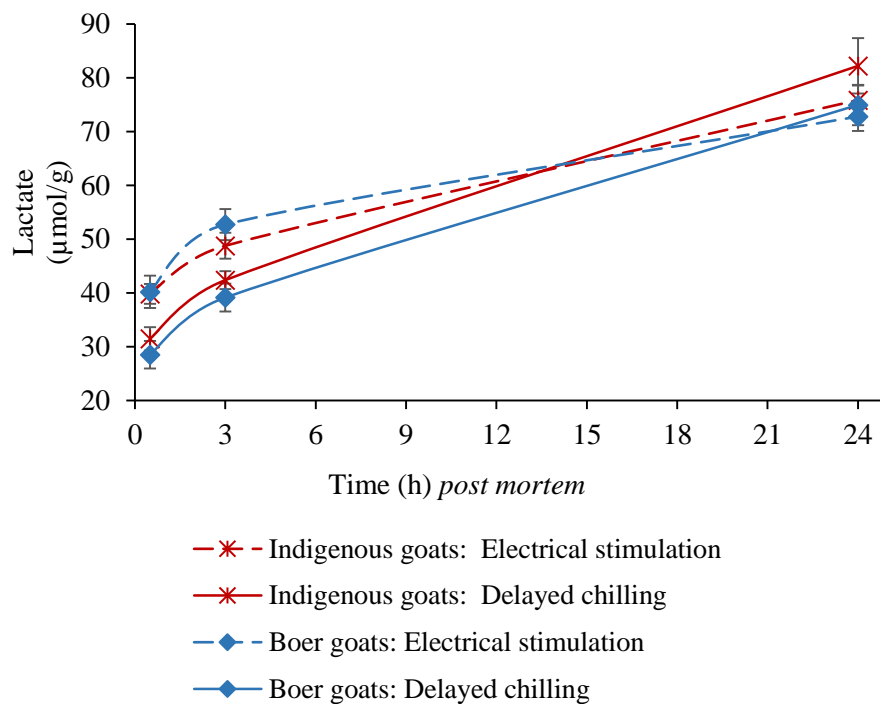 90
80
70
60
50
40
30
20
Lactate
(µmol/g)
0 3 6 9 12 15 18 21 24
Time (h) post mortem
Indigenous goats:  Electrical stimulation
Indigenous goats:  Delayed chilling
Boer goats: Electrical stimulation
Boer goats: Delayed chilling